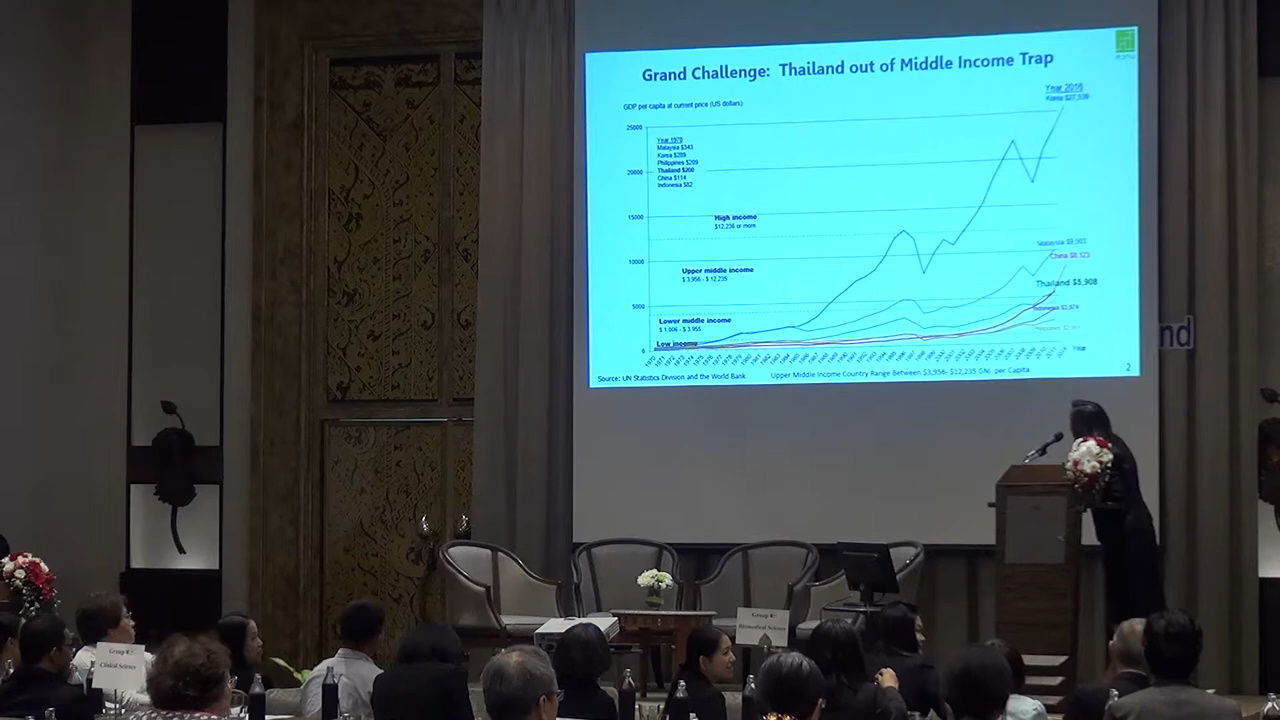 Grand Challenge: Thailand out of Middle Income Trap
GDP per capita at current price (US dollars)
Year 2016
Korea $27,539
25000
20000
15000
10000
5000
0
Year 1970
Malaysia $343
Korea $289
Philippines $209
Thailand $200
China $114
Indonesia $82
High income
$12,236 or more
Upper middle income
$ 3,956 - $ 12,235
Lower middle income
$ 1,006 - $ 3,955
Low income
Malaysia $9,503
China $8,123
Thailand $5,908
Indonesia
Year
Source: UN Statistics Division and the World Bank
Upper Middle Income Country Range Between $3,956- $12,235 GNI per Capita
2
nd
Group
Clinical Science
Group
Biomedical Science